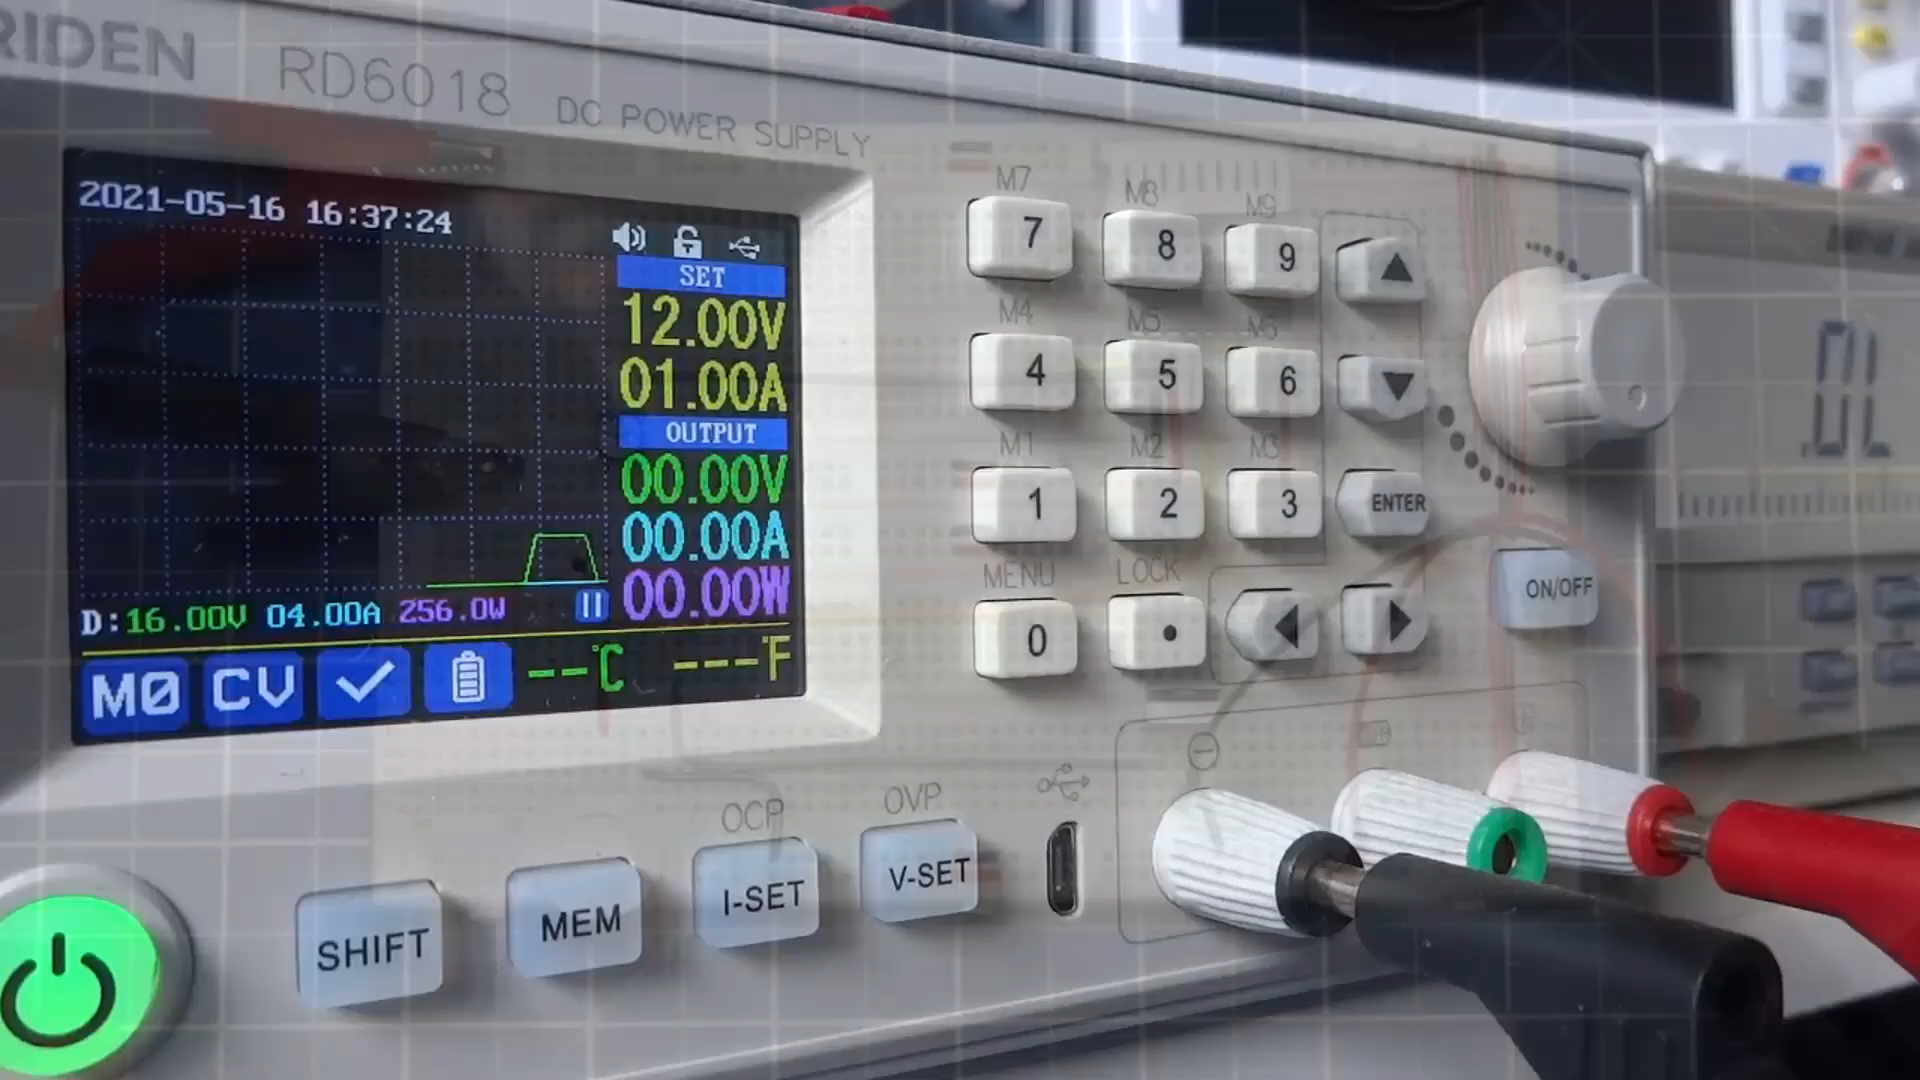 RIDEN RD6018 DC POWER SUPPLY
2021-05-16 16:37:24
SET
12.00V
01.00A
OUTPUT
00.00V
00.00A
00.00W
D:16.00V 04.00A 256.0W
M0 CV --°C ---°F
M7 M8 M9
7 8 9
M4 M5 M6
4 5 6
M1 M2 M3
1 2 3 ENTER
MENU LOCK
0 .
ON/OFF
OCP OVP
SHIFT MEM I-SET V-SET
.0L